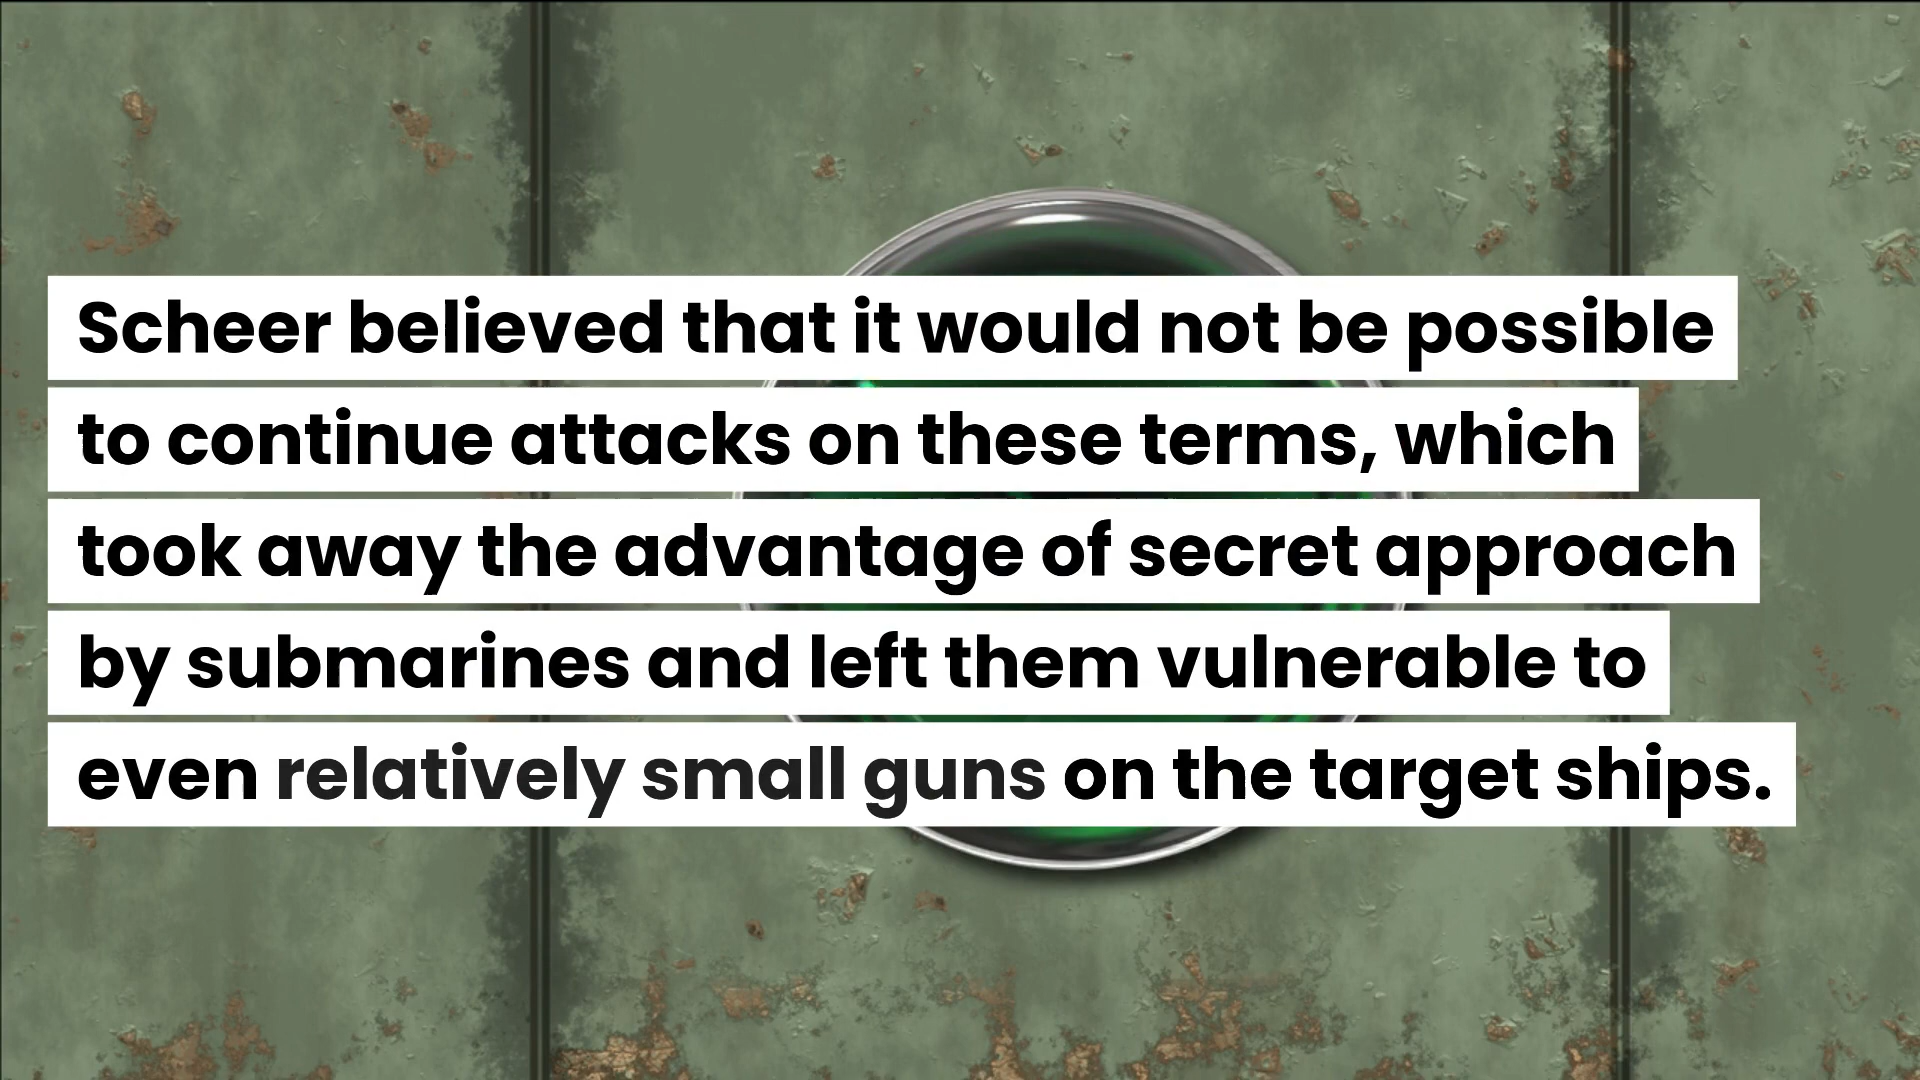 Scheer believed that it would not be possible
to continue attacks on these terms, which
took away the advantage of secret approach
by submarines and left them vulnerable to
even relatively small guns on the target ships.